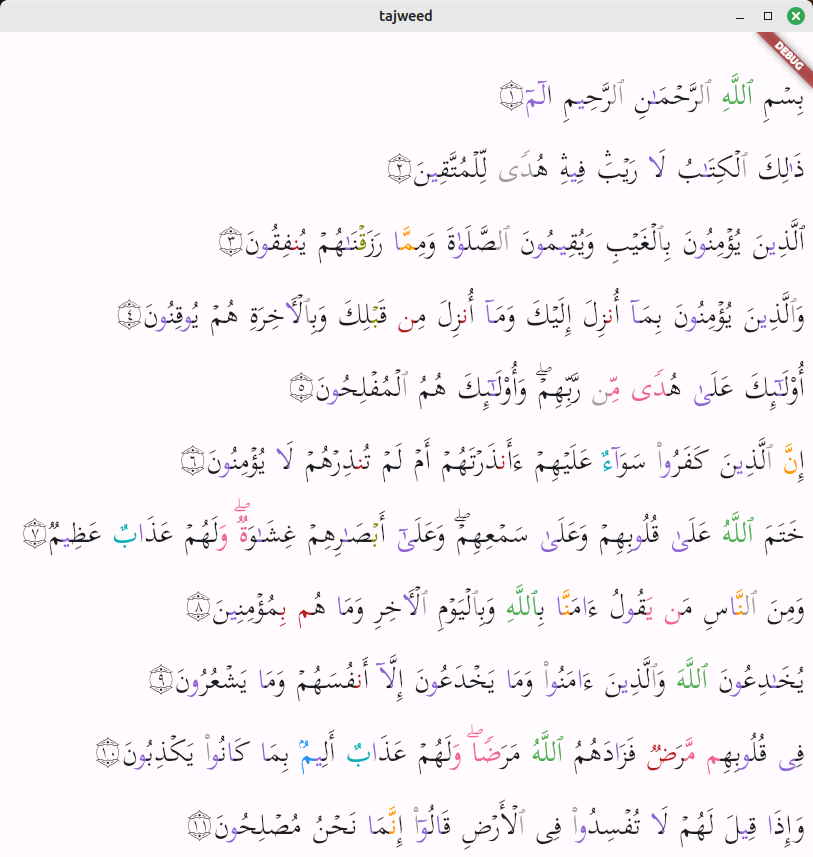 tajweed
DEBUG
بِسْمِ ٱللَّهِ ٱلرَّحْمَـٰنِ ٱلرَّحِيمِ الٓمٓ ١
ذَٰلِكَ ٱلْكِتَـٰبُ لَا رَيْبَ ۛ فِيهِ ۛ هُدًى لِّلْمُتَّقِينَ ٢
ٱلَّذِينَ يُؤْمِنُونَ بِٱلْغَيْبِ وَيُقِيمُونَ ٱلصَّلَوٰةَ وَمِمَّا رَزَقْنَـٰهُمْ يُنفِقُونَ ٣
وَٱلَّذِينَ يُؤْمِنُونَ بِمَآ أُنزِلَ إِلَيْكَ وَمَآ أُنزِلَ مِن قَبْلِكَ وَبِٱلْـَٔاخِرَةِ هُمْ يُوقِنُونَ ٤
أُو۟لَـٰٓئِكَ عَلَىٰ هُدًى مِّن رَّبِّهِمْ ۖ وَأُو۟لَـٰٓئِكَ هُمُ ٱلْمُفْلِحُونَ ٥
إِنَّ ٱلَّذِينَ كَفَرُوا۟ سَوَآءٌ عَلَيْهِمْ ءَأَنذَرْتَهُمْ أَمْ لَمْ تُنذِرْهُمْ لَا يُؤْمِنُونَ ٦
خَتَمَ ٱللَّهُ عَلَىٰ قُلُوبِهِمْ وَعَلَىٰ سَمْعِهِمْ ۖ وَعَلَىٰٓ أَبْصَـٰرِهِمْ غِشَـٰوَةٌ ۖ وَلَهُمْ عَذَابٌ عَظِيمٌ ٧
وَمِنَ ٱلنَّاسِ مَن يَقُولُ ءَامَنَّا بِٱللَّهِ وَبِٱلْيَوْمِ ٱلْـَٔاخِرِ وَمَا هُم بِمُؤْمِنِينَ ٨
يُخَـٰدِعُونَ ٱللَّهَ وَٱلَّذِينَ ءَامَنُوا۟ وَمَا يَخْدَعُونَ إِلَّآ أَنفُسَهُمْ وَمَا يَشْعُرُونَ ٩
فِى قُلُوبِهِم مَّرَضٌ فَزَادَهُمُ ٱللَّهُ مَرَضًا ۖ وَلَهُمْ عَذَابٌ أَلِيمٌۢ بِمَا كَانُوا۟ يَكْذِبُونَ ١٠
وَإِذَا قِيلَ لَهُمْ لَا تُفْسِدُوا۟ فِى ٱلْأَرْضِ قَالُوٓا۟ إِنَّمَا نَحْنُ مُصْلِحُونَ ١١